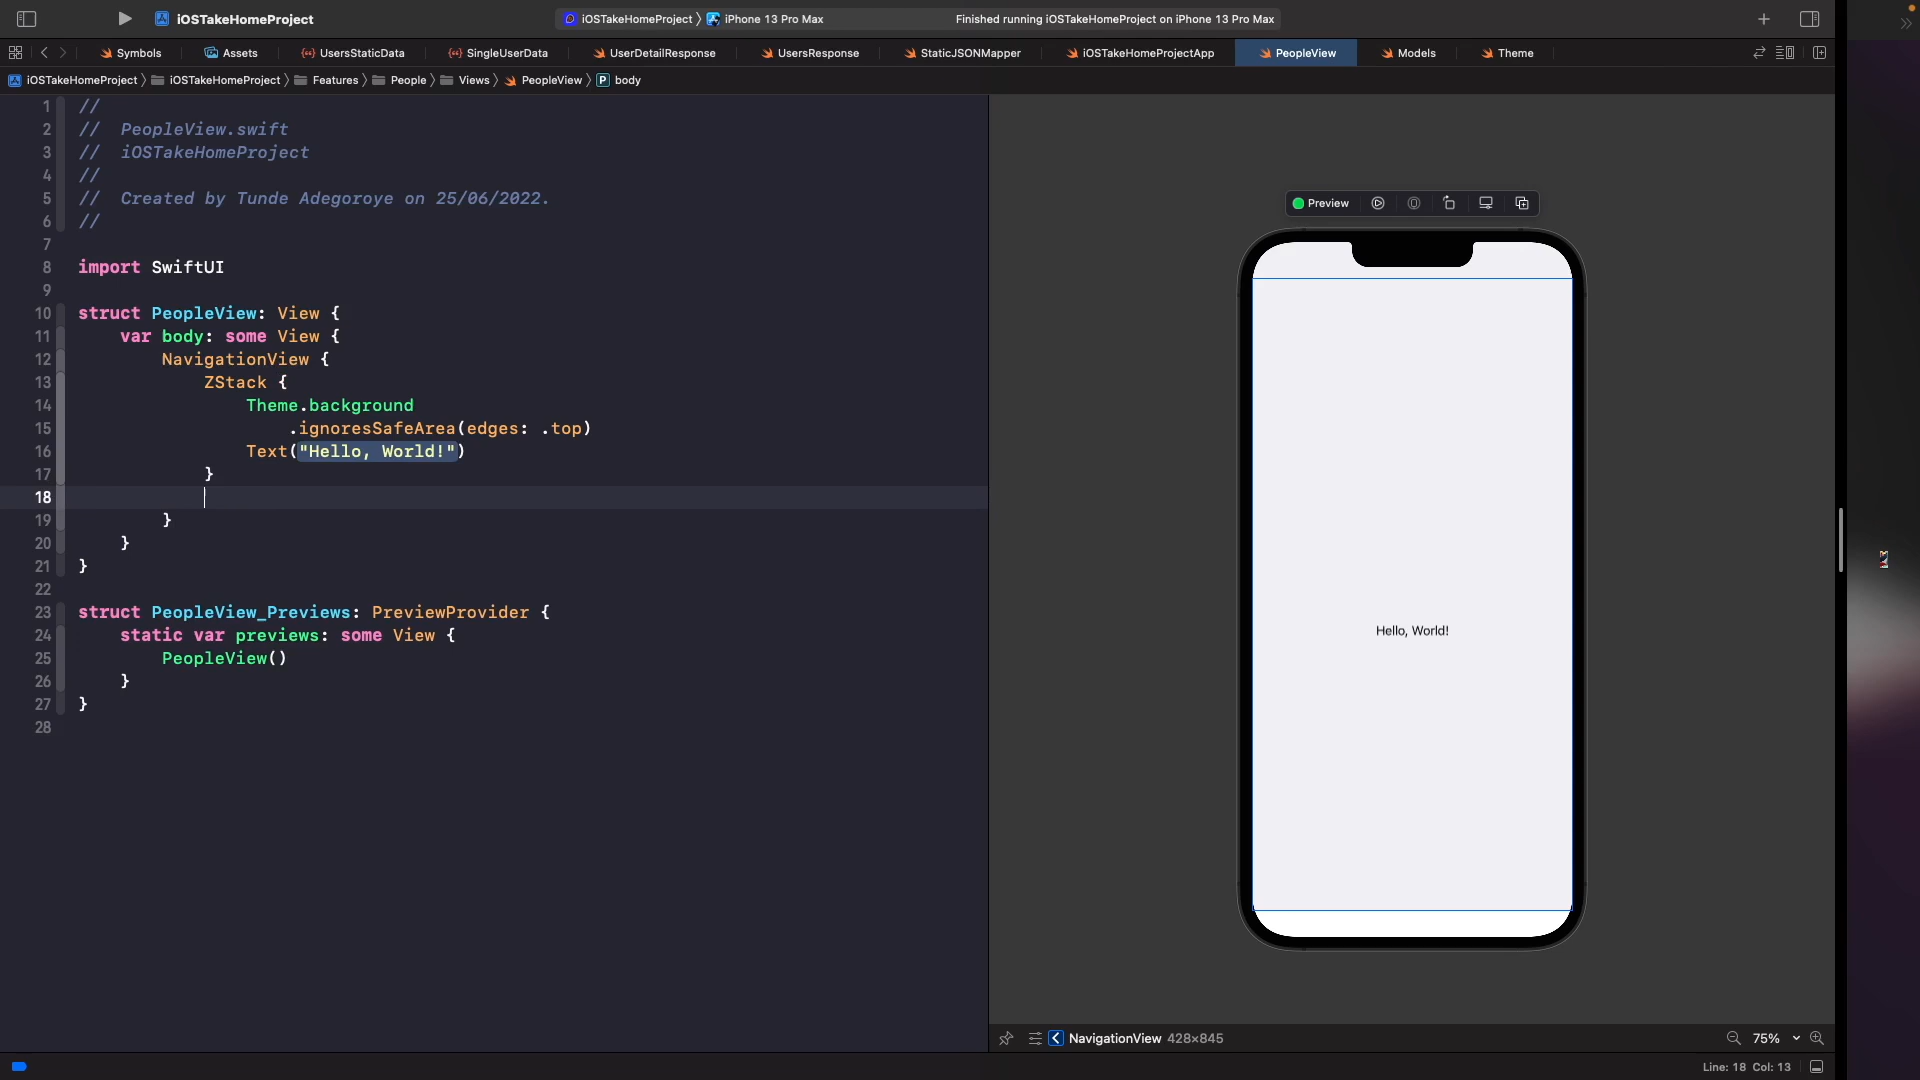 iOSTakeHomeProject
iOSTakeHomeProject 〉 iPhone 13 Pro Max
Finished running iOSTakeHomeProject on iPhone 13 Pro Max
Symbols
Assets
UsersStaticData
SingleUserData
UserDetailResponse
UsersResponse
StaticJSONMapper
iOSTakeHomeProjectApp
PeopleView
Models
Theme
iOSTakeHomeProject 〉 iOSTakeHomeProject 〉 Features 〉 People 〉 Views 〉 PeopleView 〉 P body
1 //
2 //  PeopleView.swift
3 //  iOSTakeHomeProject
4 //
5 //  Created by Tunde Adegoroye on 25/06/2022.
6 //
7
8 import SwiftUI
9
10 struct PeopleView: View {
11     var body: some View {
12         NavigationView {
13             ZStack {
14                 Theme.background
15                     .ignoresSafeArea(edges: .top)
16                 Text("Hello, World!")
17             }
18
19         }
20     }
21 }
22
23 struct PeopleView_Previews: PreviewProvider {
24     static var previews: some View {
25         PeopleView()
26     }
27 }
28
Preview
Hello, World!
NavigationView 428×845
75%
Line: 18 Col: 13